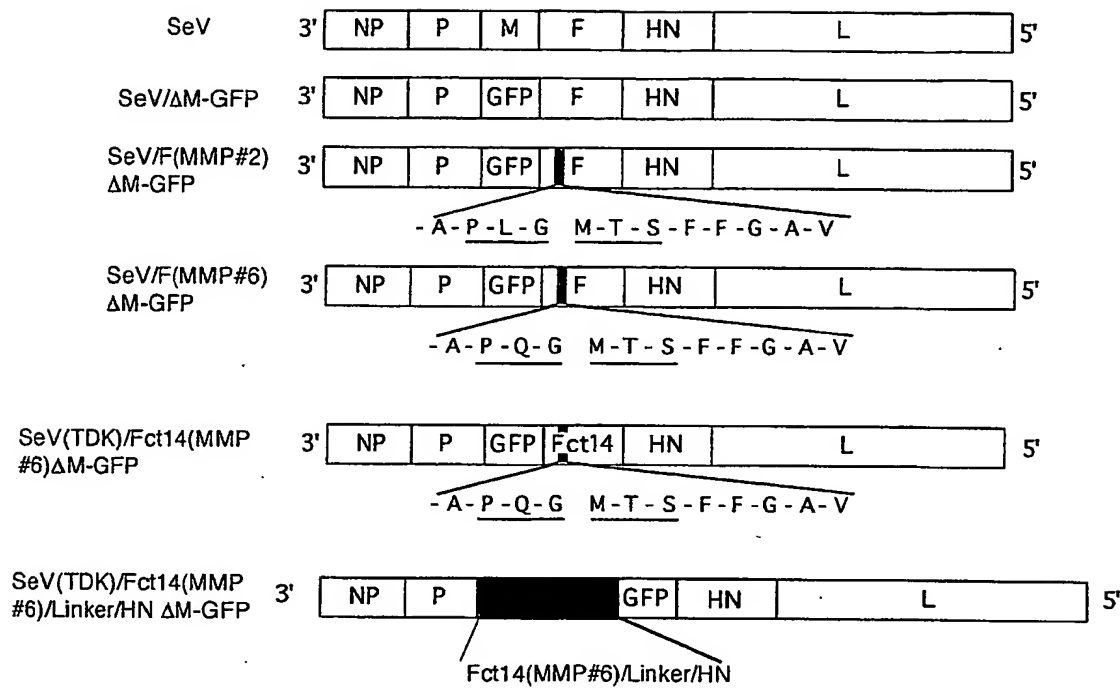 SeV 3' NP P M F HN L 5'
SeV/ΔM-GFP 3' NP P GFP F HN L 5'
SeV/F(MMP#2)
ΔM-GFP 3' NP P GFP F HN L 5'
-A-P-L-G M-T-S-F-F-G-A-V
SeV/F(MMP#6)
ΔM-GFP 3' NP P GFP F HN L 5'
-A-P-Q-G M-T-S-F-F-G-A-V
SeV(TDK)/Fct14(MMP
#6)ΔM-GFP 3' NP P GFP Fct14 HN L 5'
-A-P-Q-G M-T-S-F-F-G-A-V
SeV(TDK)/Fct14(MMP
#6)/Linker/HN ΔM-GFP 3' NP P GFP HN L 5'
Fct14(MMP#6)/Linker/HN